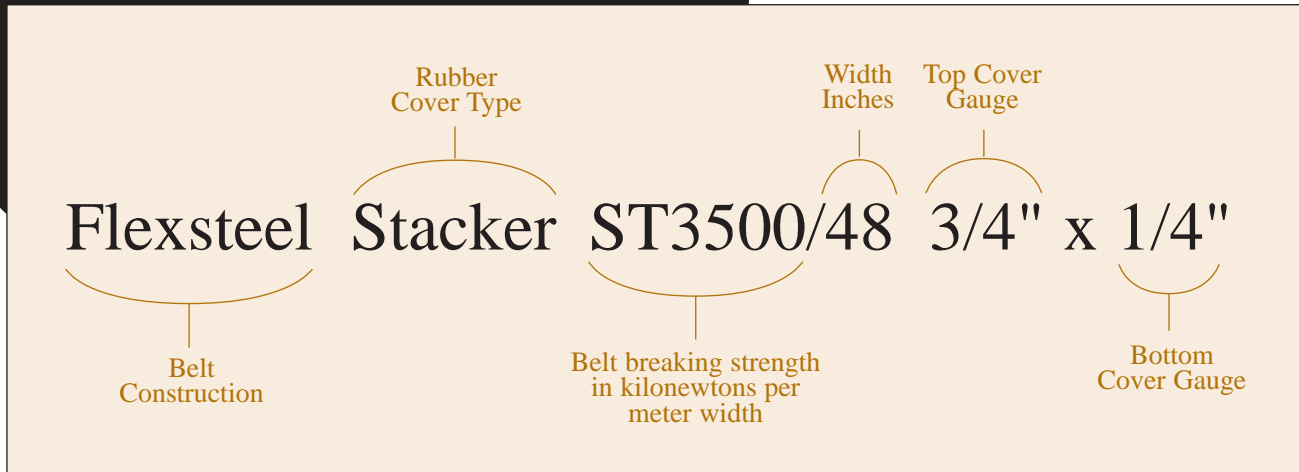 Rubber
Cover Type
Width
Inches
Top Cover
Gauge
Flexsteel Stacker ST3500/48 3/4" x 1/4"
Belt
Construction
Belt breaking strength
in kilonewtons per
meter width
Bottom
Cover Gauge